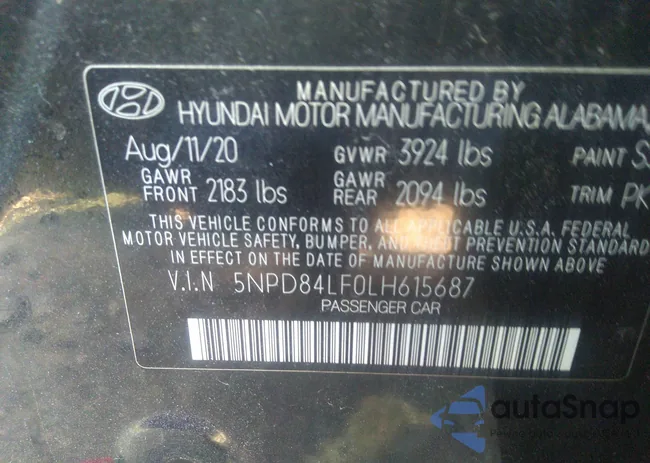 MANUFACTURED BY
HYUNDAI MOTOR MANUFACTURING ALABAMA,
Aug/11/20 GVWR 3924 lbs PAINT S
GAWR FRONT 2183 lbs GAWR REAR 2094 lbs TRIM PK
THIS VEHICLE CONFORMS TO ALL APPLICABLE U.S.A. FEDERAL
MOTOR VEHICLE SAFETY, BUMPER, AND THEFT PREVENTION STANDARD
IN EFFECT ON THE DATE OF MANUFACTURE SHOWN ABOVE.
V.I.N 5NPD84LF0LH615687
PASSENGER CAR
autoSnap